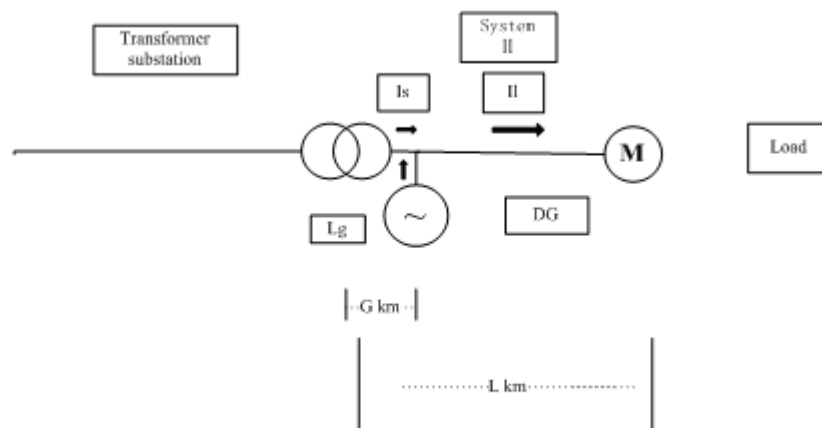 Transformer
substation
System
II
Is
Il
M
Load
~
Lg
DG
G km
L km